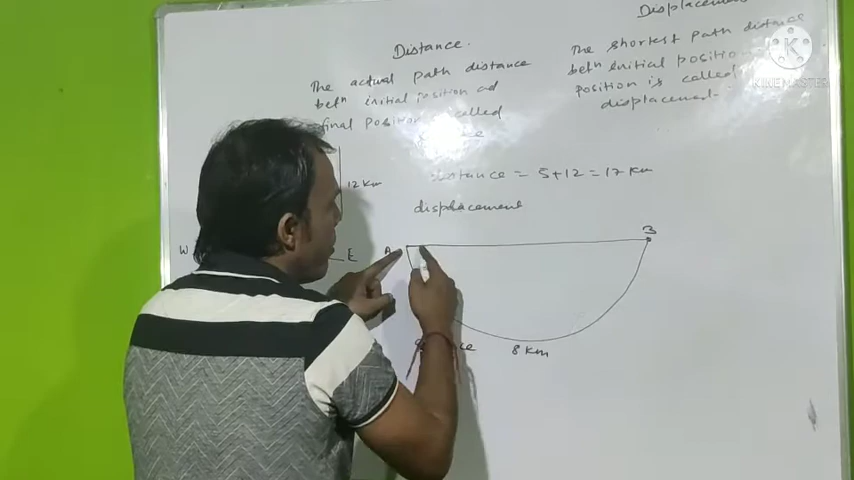 Distance.
The actual path distance
betn initial position ad
final position called
Displacement
The shortest path distance
betn initial position
position is called
displacement.
12 Km
distance = 5+12 = 17 Km
displacement
W
E
A
B
8 Km
K
KINEMASTER